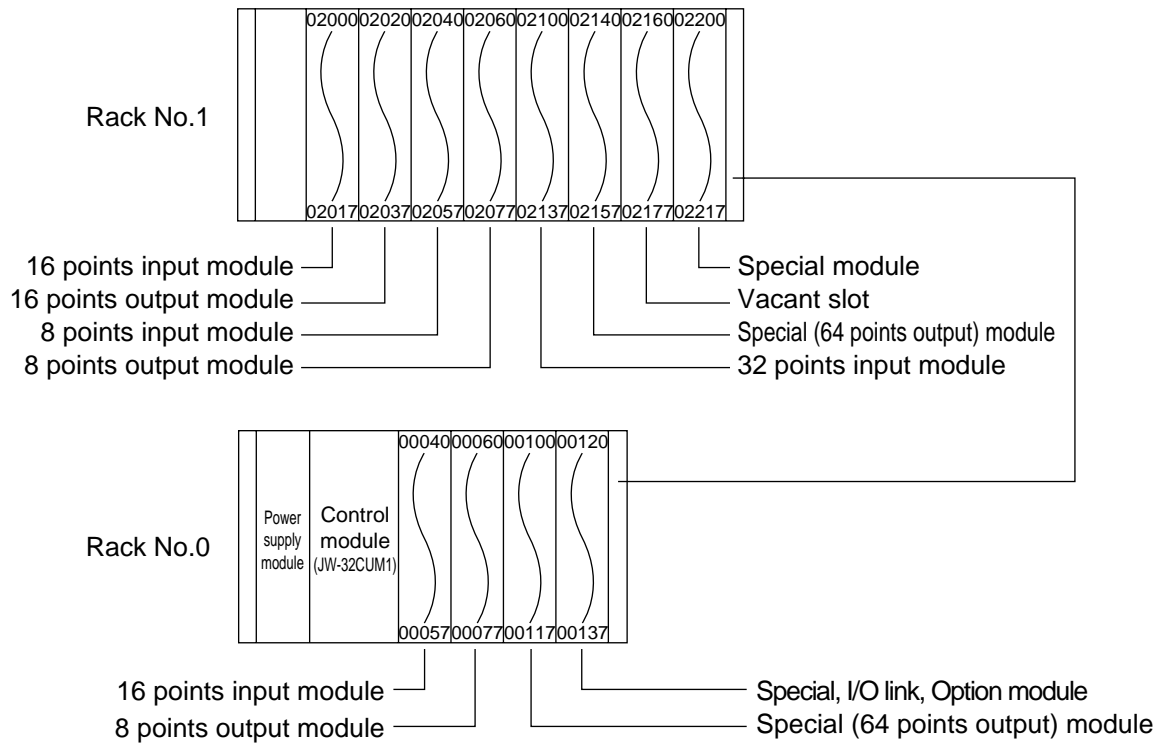 02000 02020 02040 02060 02100 02140 02160 02200
Rack No.1
02017 02037 02057 02077 02137 02157 02177 02217
16 points input module
16 points output module
8 points input module
8 points output module
Special module
Vacant slot
Special (64 points output) module
32 points input module
00040 00060 00100 00120
Rack No.0
Power
supply
module
Control
module
(JW-32CUM1)
00057 00077 00117 00137
16 points input module
8 points output module
Special, I/O link, Option module
Special (64 points output) module